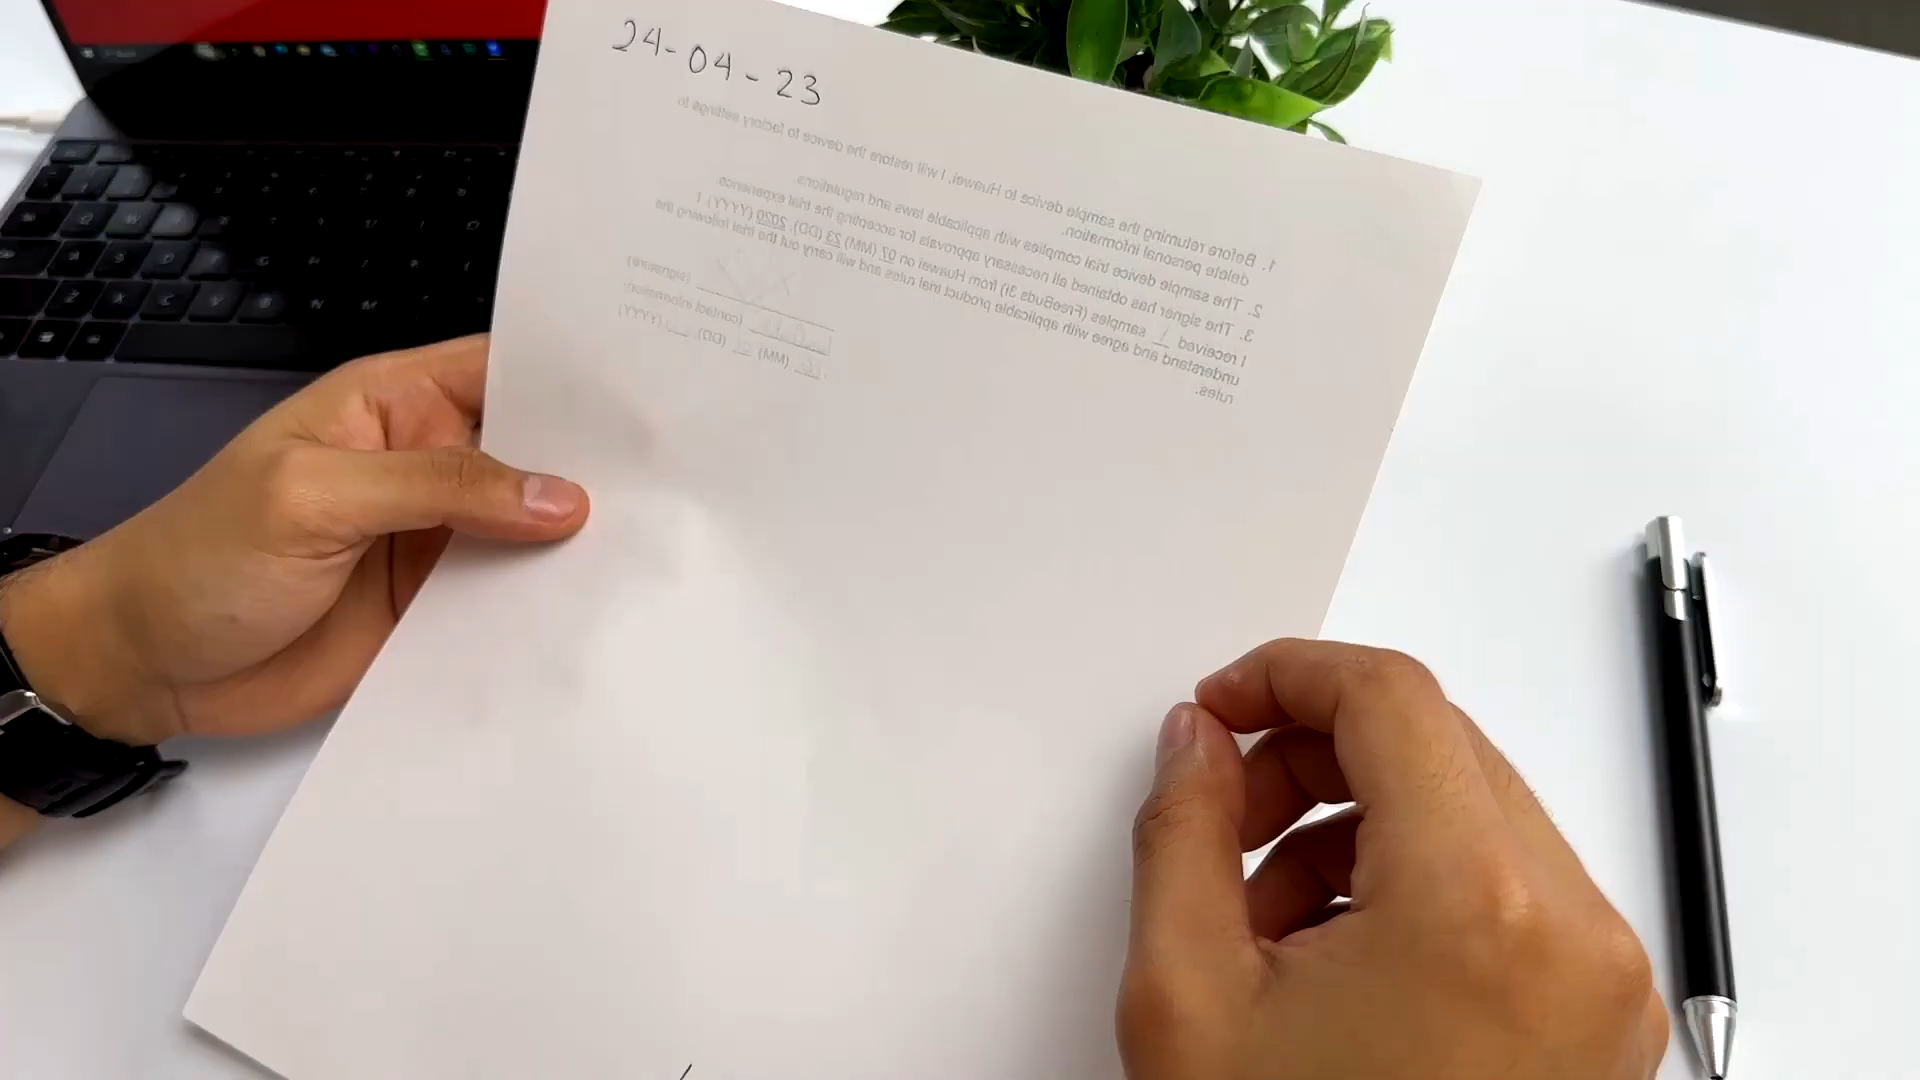 24-04-23
I received 1 samples (FreeBuds 3i) from Huawei on 07 (MM) 23 (DD), 2020 (YYYY). I
understand and agree with applicable product trial rules and will carry out the trial following the
rules.
1. Before returning the sample device to Huawei, I will restore the device to factory settings to
delete personal information.
2. The sample device trial complies with applicable laws and regulations.
3. The signer has obtained all necessary approvals for accepting the trial experience.
(signature)
(contact information)
(MM) (DD), (YYYY)